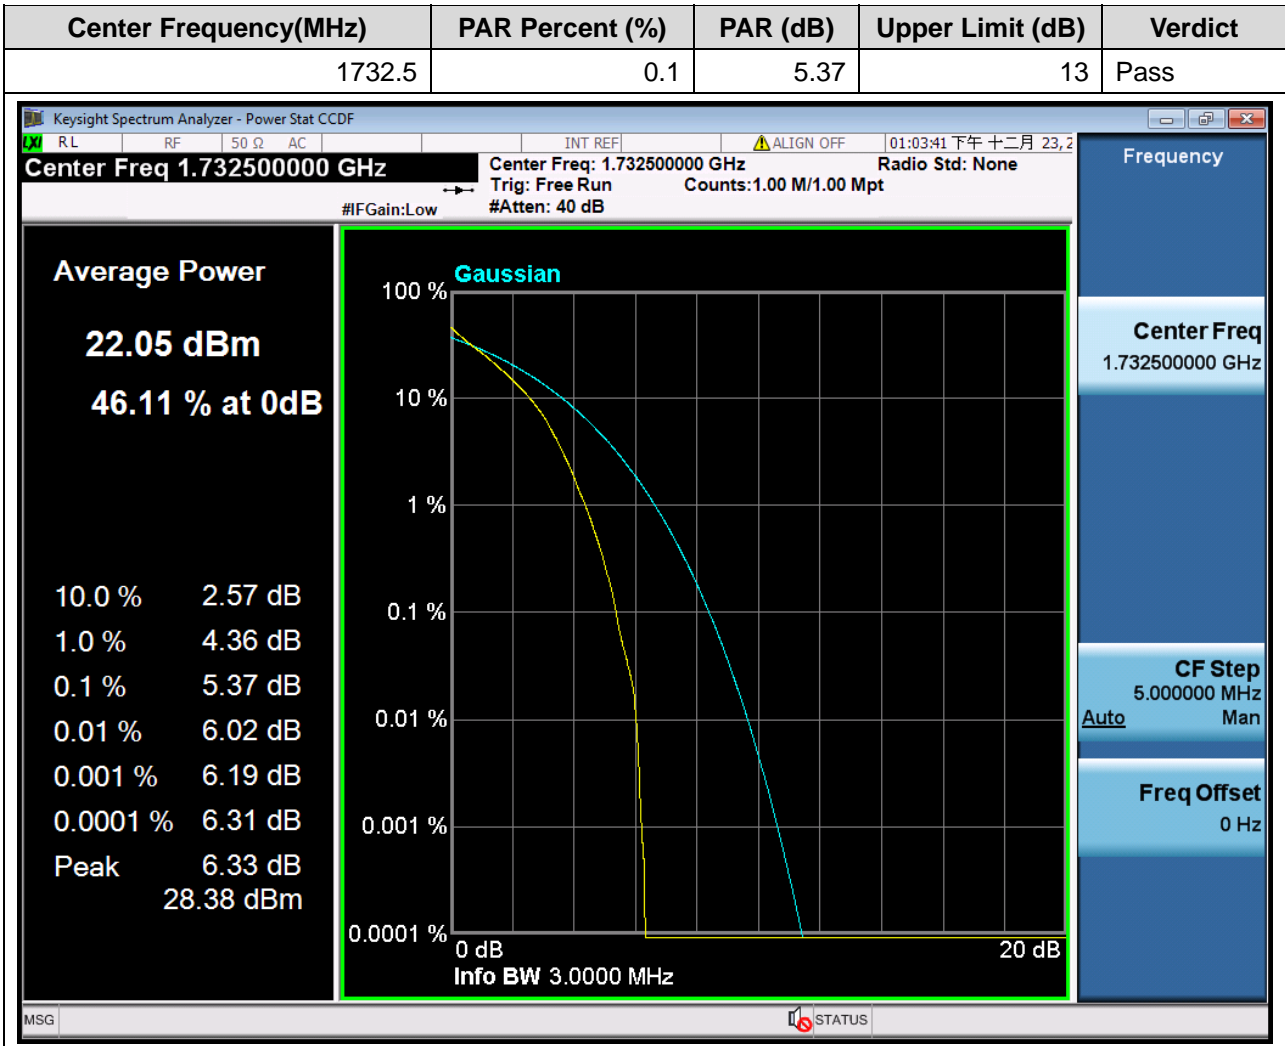 Center Frequency(MHz) PAR Percent (%) PAR (dB) Upper Limit (dB) Verdict
1732.5 0.1 5.37 13 Pass
Keysight Spectrum Analyzer - Power Stat CCDF
LXI RL RF 50 Ω AC INT REF ALIGN OFF 01:03:41 下午 十二月 23, 2
Center Freq 1.732500000 GHz
#IFGain:Low
Center Freq: 1.732500000 GHz Radio Std: None
Trig: Free Run Counts:1.00 M/1.00 Mpt
#Atten: 40 dB
Average Power
22.05 dBm
46.11 % at 0dB
10.0 % 2.57 dB
1.0 % 4.36 dB
0.1 % 5.37 dB
0.01 % 6.02 dB
0.001 % 6.19 dB
0.0001 % 6.31 dB
Peak 6.33 dB
28.38 dBm
Gaussian
100 %
10 %
1 %
0.1 %
0.01 %
0.001 %
0.0001 %
0 dB 20 dB
Info BW 3.0000 MHz
Frequency
Center Freq
1.732500000 GHz
CF Step
5.000000 MHz
Auto Man
Freq Offset
0 Hz
MSG STATUS